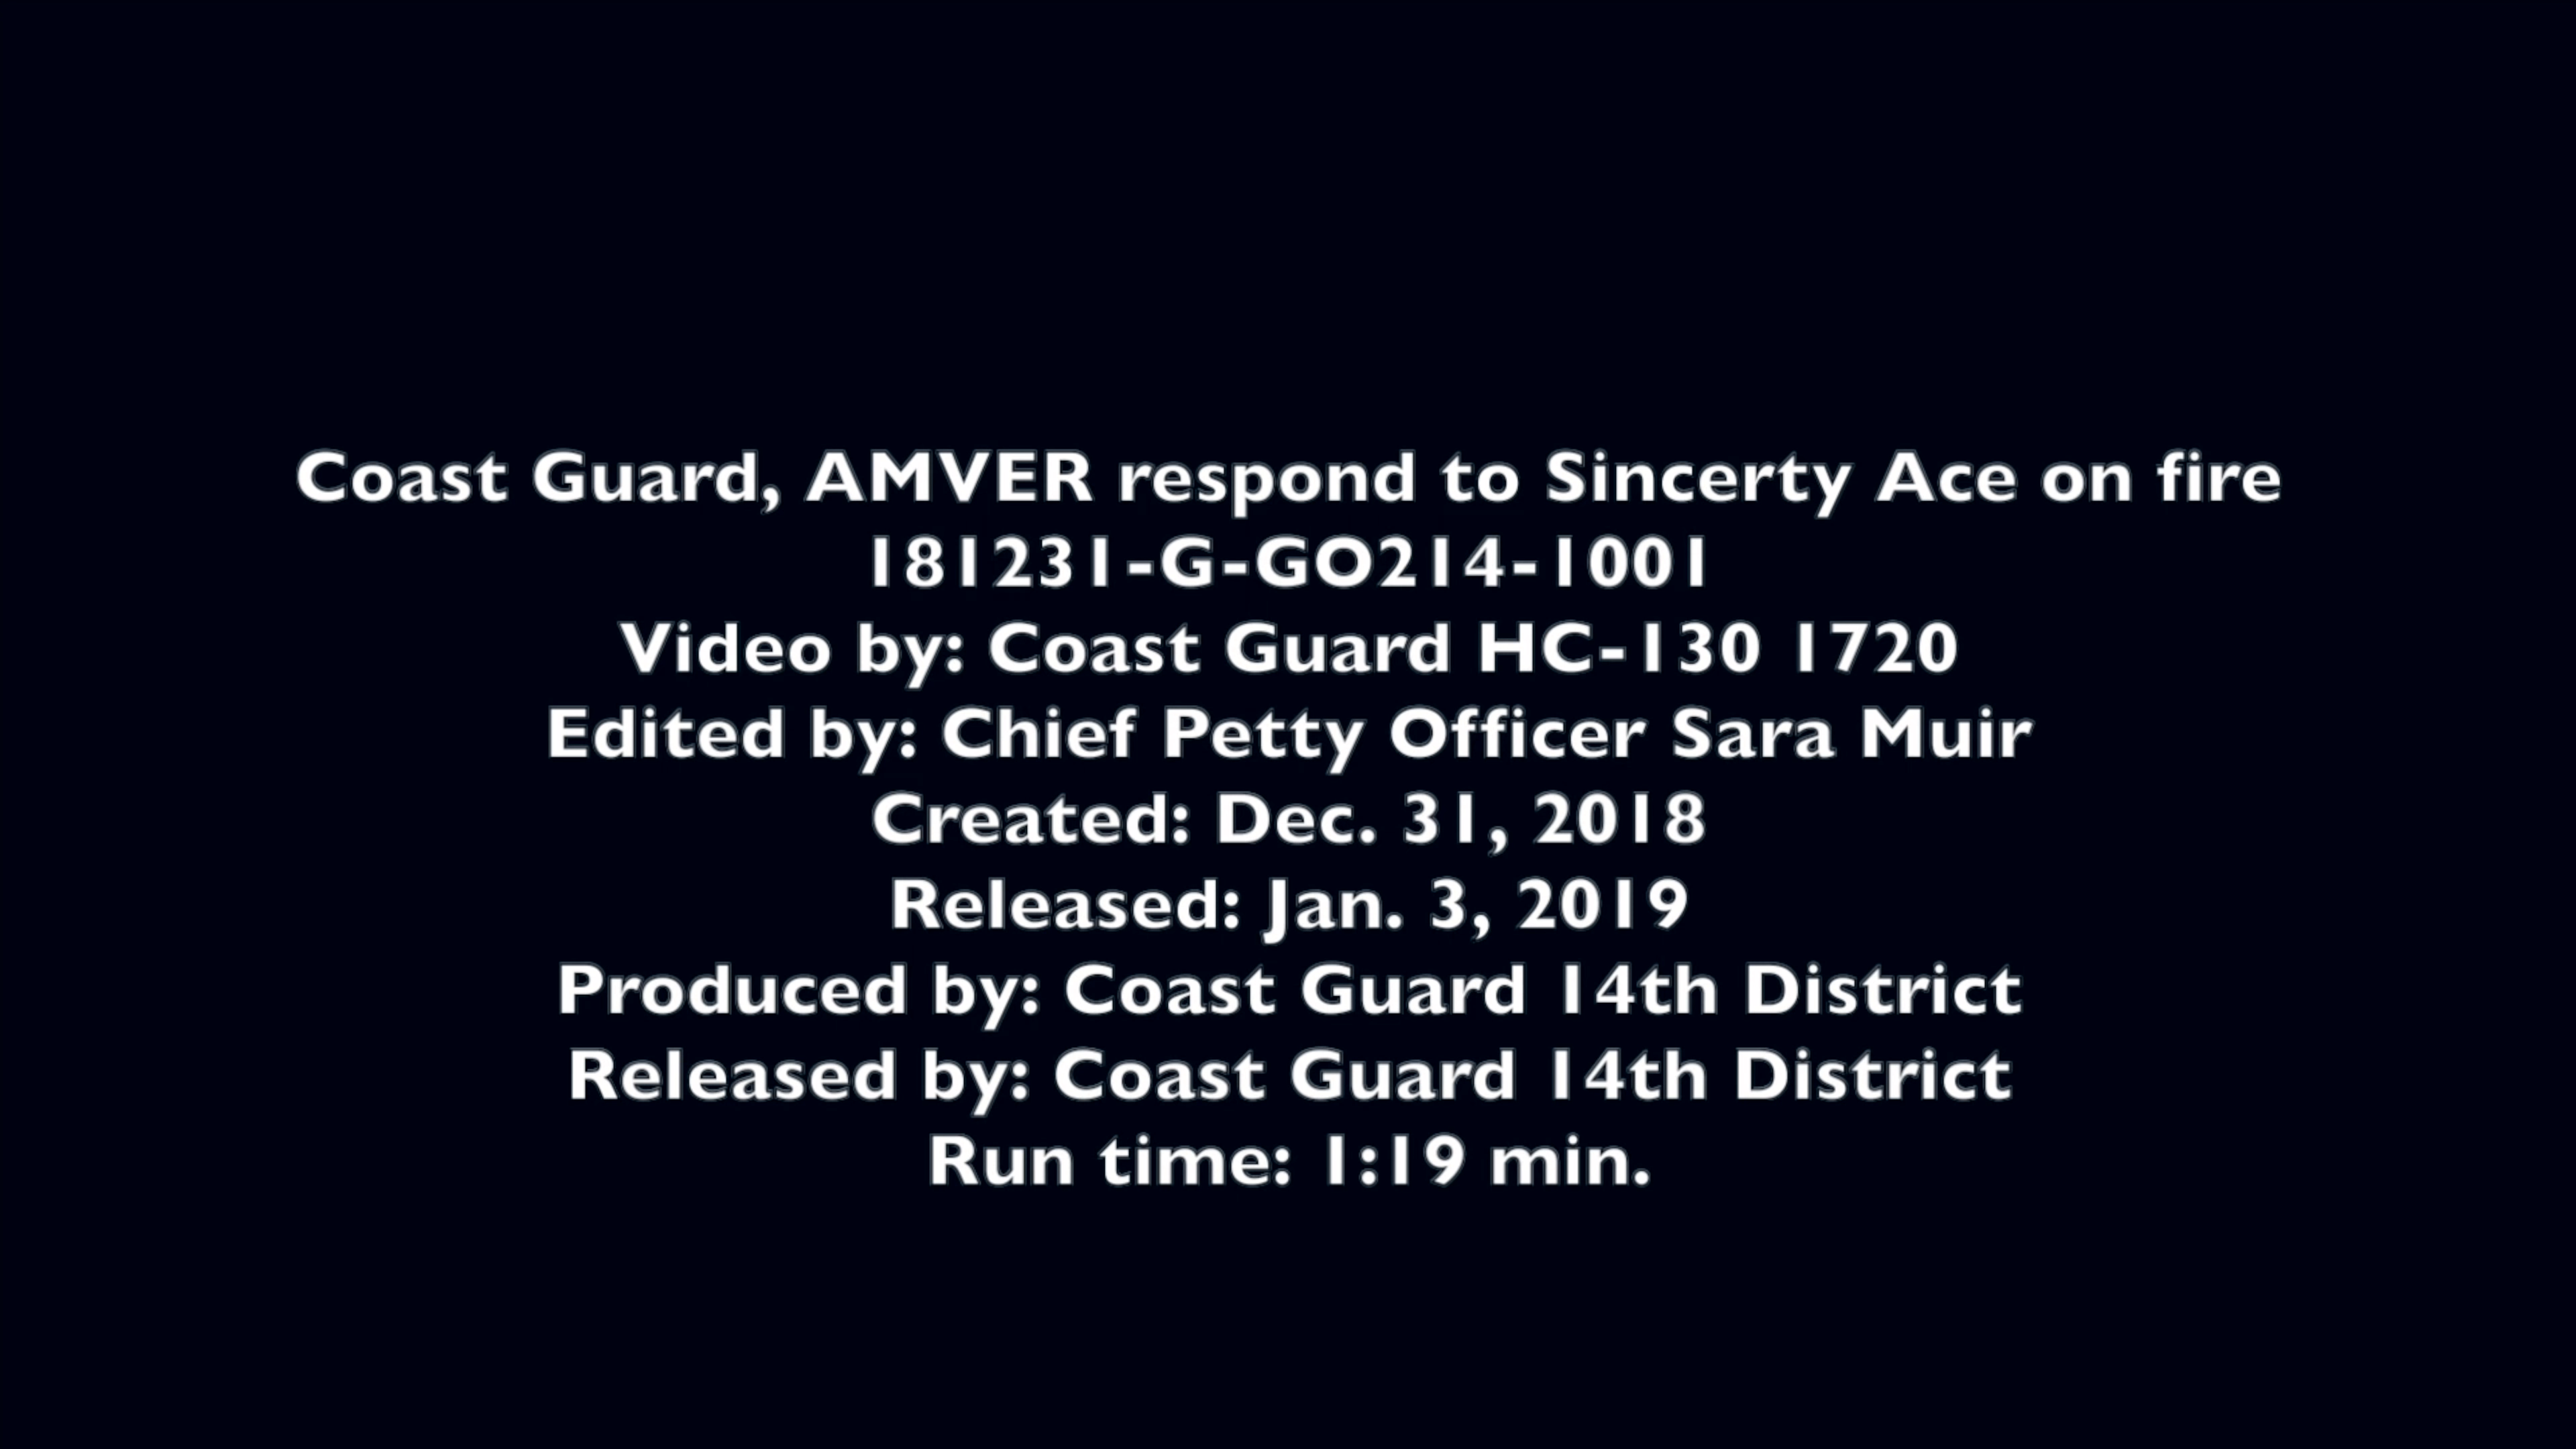 Coast Guard, AMVER respond to Sincerty Ace on fire
181231-G-GO214-1001
Video by: Coast Guard HC-130 1720
Edited by: Chief Petty Officer Sara Muir
Created: Dec. 31, 2018
Released: Jan. 3, 2019
Produced by: Coast Guard 14th District
Released by: Coast Guard 14th District
Run time: 1:19 min.